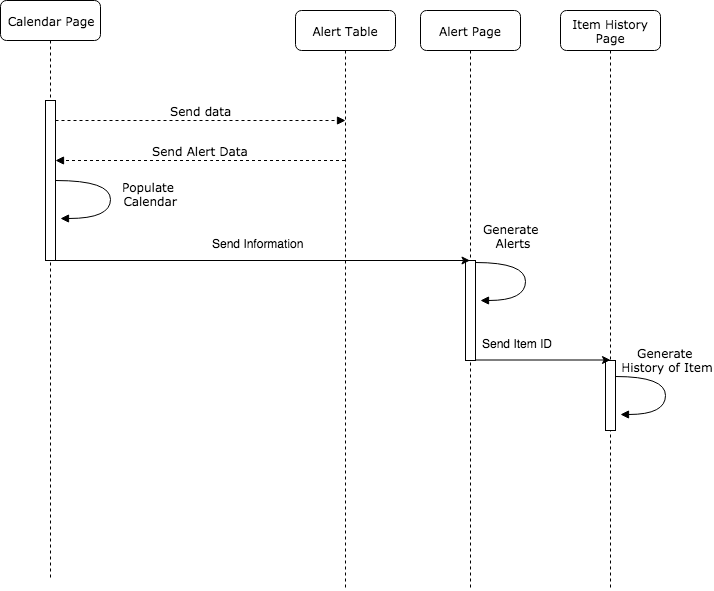 Calendar Page
Alert Table
Alert Page
Item History
Page
Send data
Send Alert Data
Populate
Calendar
Send Information
Generate
Alerts
Send Item ID
Generate
History of Item